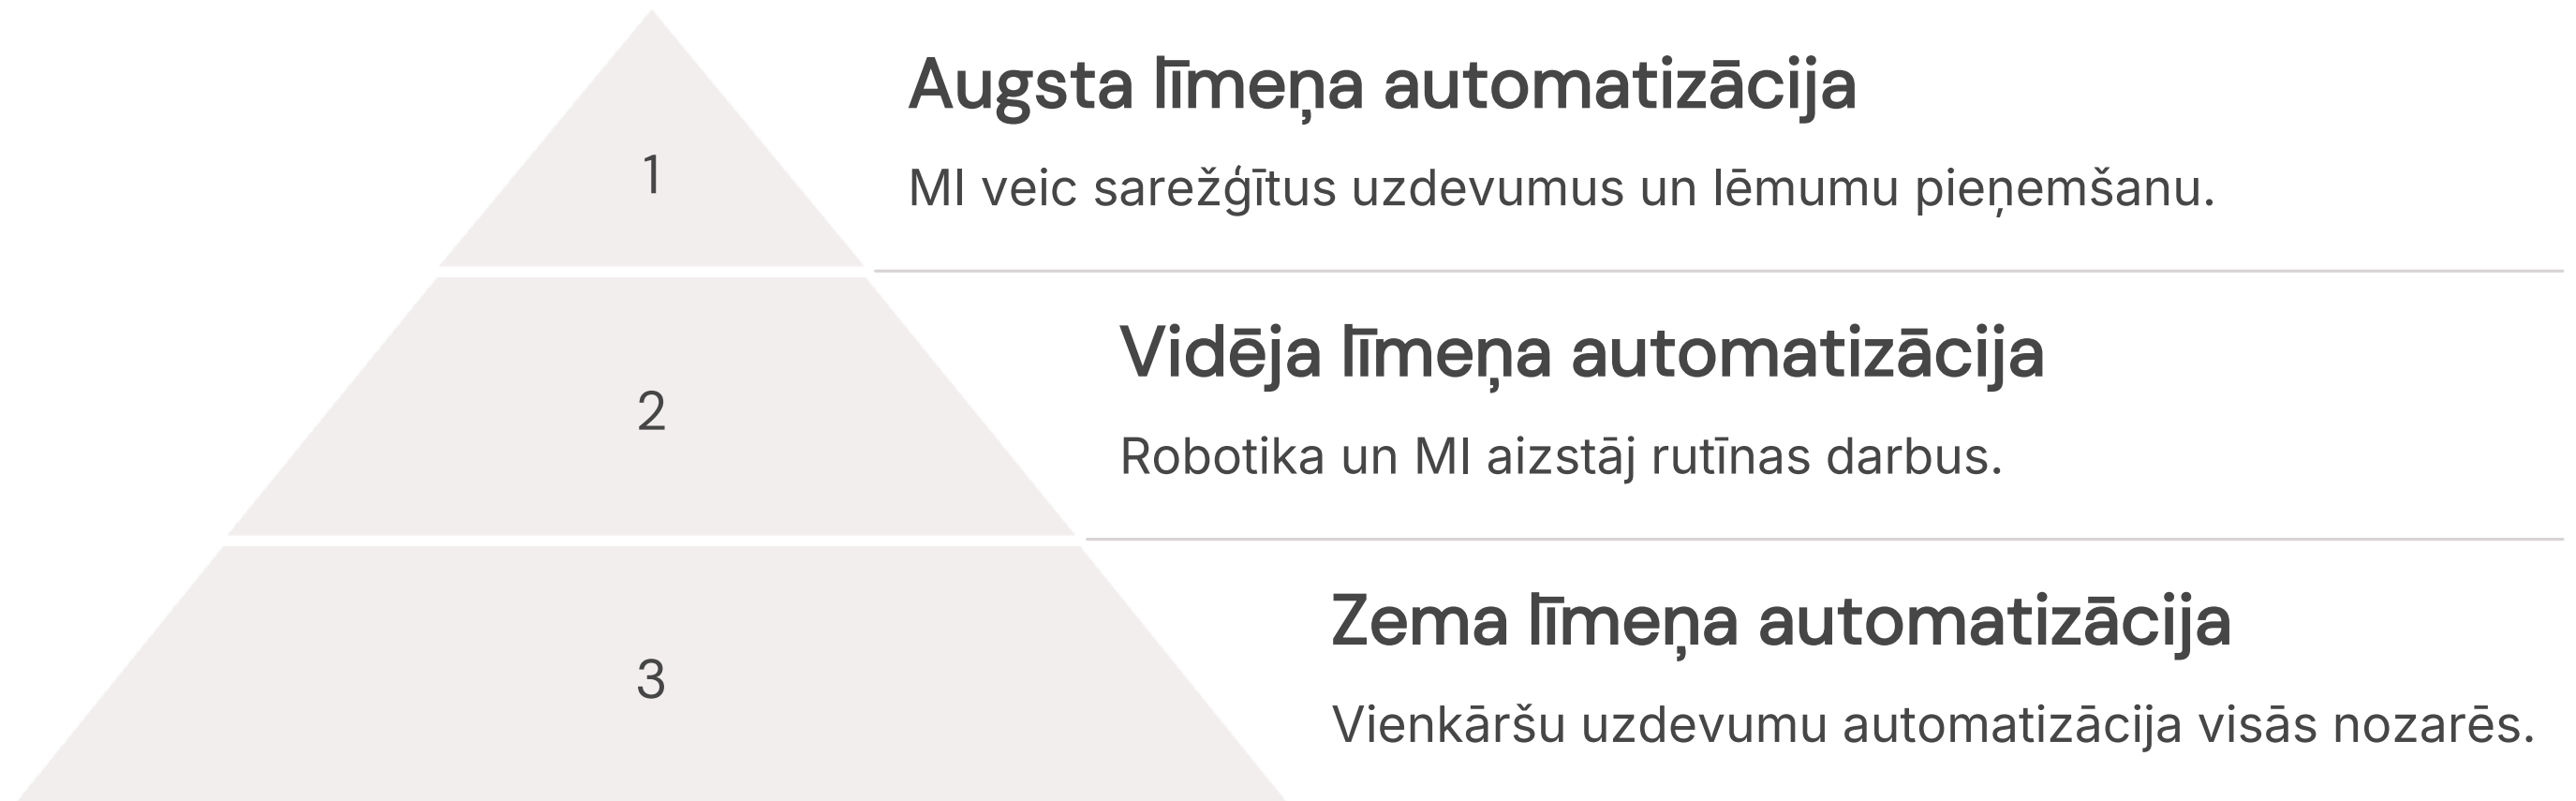 1
Augsta līmeņa automatizācija
MI veic sarežģītus uzdevumus un lēmumu pieņemšanu.
2
Vidēja līmeņa automatizācija
Robotika un MI aizstāj rutīnas darbus.
3
Zema līmeņa automatizācija
Vienkāršu uzdevumu automatizācija visās nozarēs.